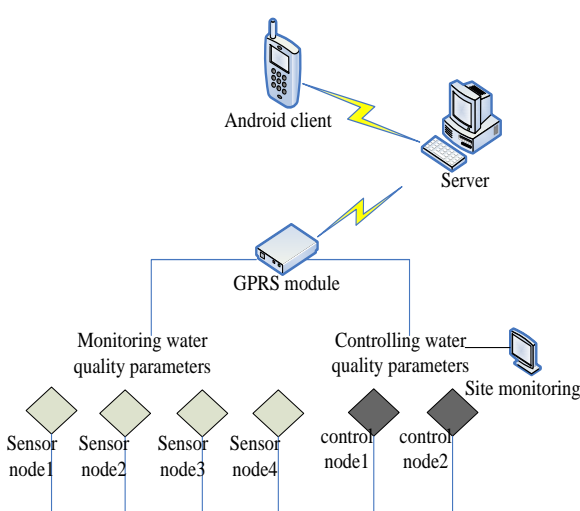 Android client
Server
GPRS module
Monitoring water
quality parameters
Controlling water
quality parameters
Site monitoring
Sensor
node1
Sensor
node2
Sensor
node3
Sensor
node4
control
node1
control
node2